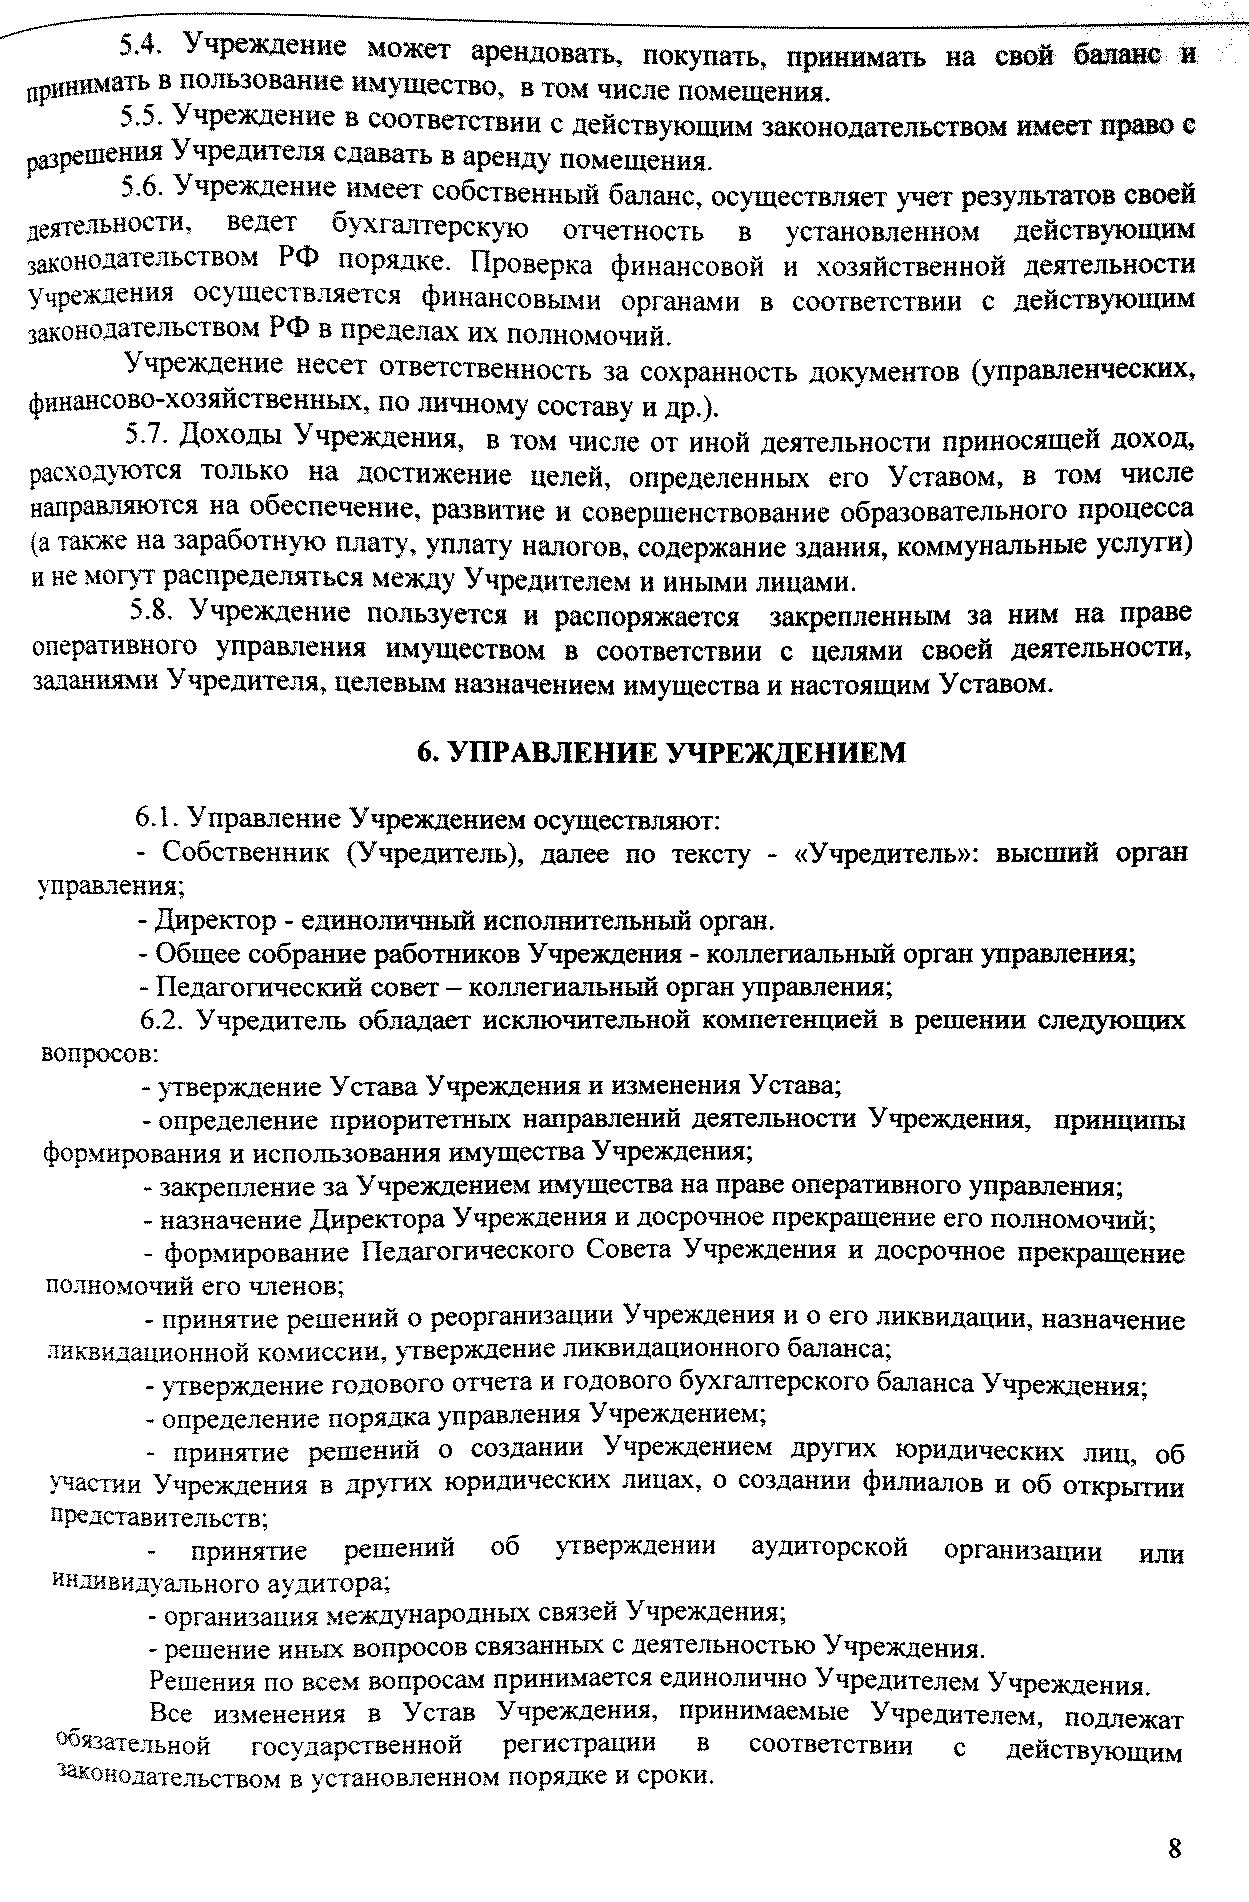 5.4. Учреждение может арендовать, покупать, принимать на свой баланс и
принимать в пользование имущество, в том числе помещения.
5.5. Учреждение в соответствии с действующим законодательством имеет право с
разрешения Учредителя сдавать в аренду помещения.
5.6. Учреждение имеет собственный баланс, осуществляет учет результатов своей
деятельности, ведет бухгалтерскую отчетность в установленном действующим
законодательством РФ порядке. Проверка финансовой и хозяйственной деятельности
Учреждения осуществляется финансовыми органами в соответствии с действующим
законодательством РФ в пределах их полномочий.
Учреждение несет ответственность за сохранность документов (управленческих,
финансово-хозяйственных, по личному составу и др.).
5.7. Доходы Учреждения, в том числе от иной деятельности приносящей доход,
расходуются только на достижение целей, определенных его Уставом, в том числе
направляются на обеспечение, развитие и совершенствование образовательного процесса
(а также на заработную плату, уплату налогов, содержание здания, коммунальные услуги)
и не могут распределяться между Учредителем и иными лицами.
5.8. Учреждение пользуется и распоряжается закрепленным за ним на праве
оперативного управления имуществом в соответствии с целями своей деятельности,
заданиями Учредителя, целевым назначением имущества и настоящим Уставом.
6. УПРАВЛЕНИЕ УЧРЕЖДЕНИЕМ
6.1. Управление Учреждением осуществляют:
- Собственник (Учредитель), далее по тексту - «Учредитель»: высший орган
управления;
- Директор - единоличный исполнительный орган.
- Общее собрание работников Учреждения - коллегиальный орган управления;
- Педагогический совет – коллегиальный орган управления;
6.2. Учредитель обладает исключительной компетенцией в решении следующих
вопросов:
- утверждение Устава Учреждения и изменения Устава;
- определение приоритетных направлений деятельности Учреждения, принципы
формирования и использования имущества Учреждения;
- закрепление за Учреждением имущества на праве оперативного управления;
- назначение Директора Учреждения и досрочное прекращение его полномочий;
- формирование Педагогического Совета Учреждения и досрочное прекращение
полномочий его членов;
- принятие решений о реорганизации Учреждения и о его ликвидации, назначение
ликвидационной комиссии, утверждение ликвидационного баланса;
- утверждение годового отчета и годового бухгалтерского баланса Учреждения;
- определение порядка управления Учреждением;
- принятие решений о создании Учреждением других юридических лиц, об
участии Учреждения в других юридических лицах, о создании филиалов и об открытии
представительств;
- принятие решений об утверждении аудиторской организации или
индивидуального аудитора;
- организация международных связей Учреждения;
- решение иных вопросов связанных с деятельностью Учреждения.
Решения по всем вопросам принимается единолично Учредителем Учреждения.
Все изменения в Устав Учреждения, принимаемые Учредителем, подлежат
обязательной государственной регистрации в соответствии с действующим
законодательством в установленном порядке и сроки.
8